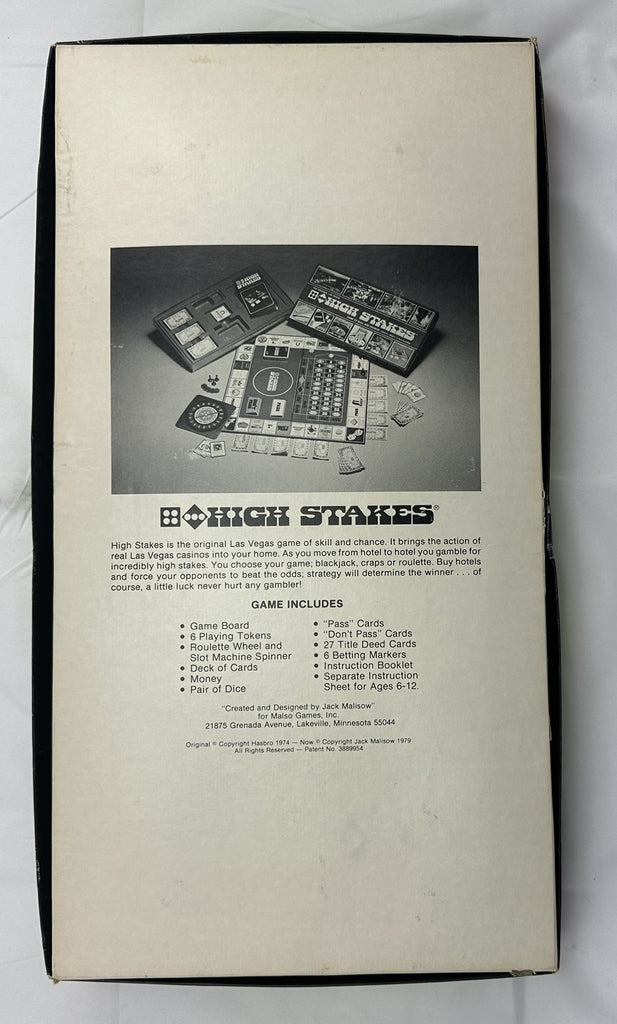 HIGH STAKES
HIGH STAKES®
High Stakes is the original Las Vegas game of skill and chance. It brings the action of
real Las Vegas casinos into your home. As you move from hotel to hotel you gamble for
incredibly high stakes. You choose your game; blackjack, craps or roulette. Buy hotels
and force your opponents to beat the odds; strategy will determine the winner . . . of
course, a little luck never hurt any gambler!
GAME INCLUDES
• Game Board
• 6 Playing Tokens
• Roulette Wheel and
Slot Machine Spinner
• Deck of Cards
• Money
• Pair of Dice
• "Pass" Cards
• "Don't Pass" Cards
• 27 Title Deed Cards
• 6 Betting Markers
• Instruction Booklet
• Separate Instruction
Sheet for Ages 6-12.
"Created and Designed by Jack Malisow"
for Malso Games, Inc.
21875 Grenada Avenue, Lakeville, Minnesota 55044
Original © Copyright Hasbro 1974 — Now © Copyright Jack Malisow 1979
All Rights Reserved — Patent No. 3889954